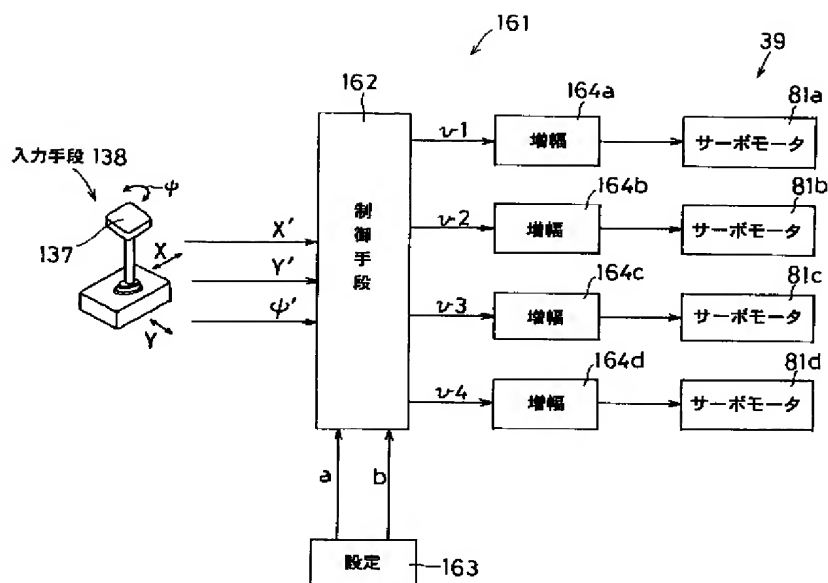 161
39
162
164a
81a
ν1
増幅
サーボモータ
入力手段 138
ψ
164b
81b
ν2
増幅
サーボモータ
137
X
X′
制御手段
Y′
164c
81c
ψ′
ν3
増幅
サーボモータ
Y
164d
81d
ν4
増幅
サーボモータ
a
b
設定
163